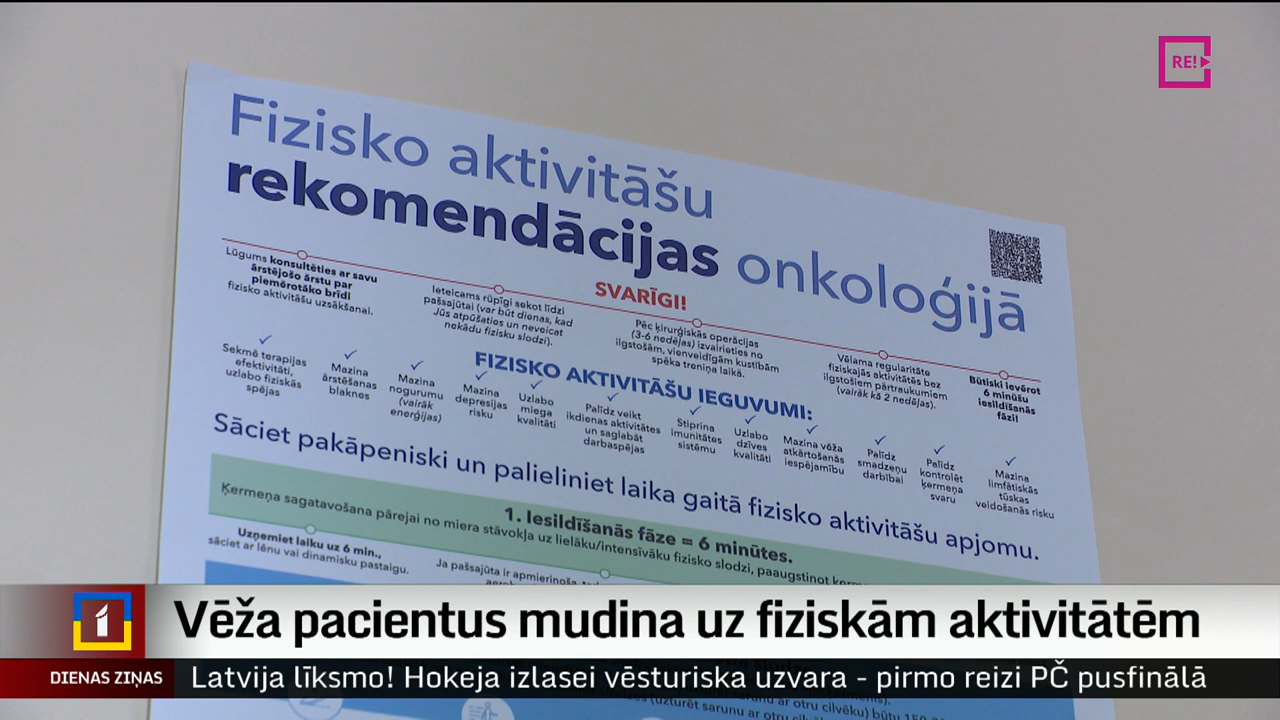 RE!
Fizisko aktivitāšu
rekomendācijas onkoloģijā
SVARĪGI!
Lūgums konsultēties ar savu
ārstējošo ārstu par
piemērotāko brīdi
fizisko aktivitāšu uzsākšanai.
Ieteicams rūpīgi sekot līdzi
pašsajūtai (var būt dienas, kad
Jūs atpūšaties un neveicat
nekādu fizisku slodzi).
Pēc ķirurģiskās operācijas
(3-6 nedēļas) izvairieties no
ilgstošām, vienveidīgām kustībām
spēka treniņa laikā.
Vēlama regularitāte
fiziskajās aktivitātēs bez
ilgstošiem pārtraukumiem
(vairāk kā 2 nedēļas).
Būtiski ievērot
6 minūšu
iesildīšanās
fāzi!
FIZISKO AKTIVITĀŠU IEGUVUMI:
Sekmē terapijas
efektivitāti,
uzlabo fiziskās
spējas
Mazina
ārstēšanas
blaknes
Mazina
nogurumu
(vairāk
enerģijas)
Mazina
depresijas
risku
Uzlabo
miega
kvalitāti
Palīdz veikt
ikdienas aktivitātes
un saglabāt
darbaspējas
Stiprina
imunitātes
sistēmu
Uzlabo
dzīves
kvalitāti
Mazina vēža
atkārtošanās
iespējamību
Palīdz
smadzeņu
darbībai
Palīdz
kontrolēt
ķermeņa
svaru
Mazina
limfātiskās
tūskas
veidošanās risku
Sāciet pakāpeniski un palieliniet laika gaitā fizisko aktivitāšu apjomu.
1. Iesildīšanās fāze = 6 minūtes.
Ķermeņa sagatavošana pārejai no miera stāvokļa uz lielāku/intensīvāku fizisko slodzi, paaugstinot
Uzņemiet laiku uz 6 min.,
sāciet ar lēnu vai dinamisku pastaigu.
Ja pašsajūta ir apmierinoša,
Vēža pacientus mudina uz fiziskām aktivitātēm
1
DIENAS ZIŅAS
Latvija līksmo! Hokeja izlasei vēsturiska uzvara - pirmo reizi PČ pusfinālā
(uzturēt sarunu ar otru cilvēku) būtu